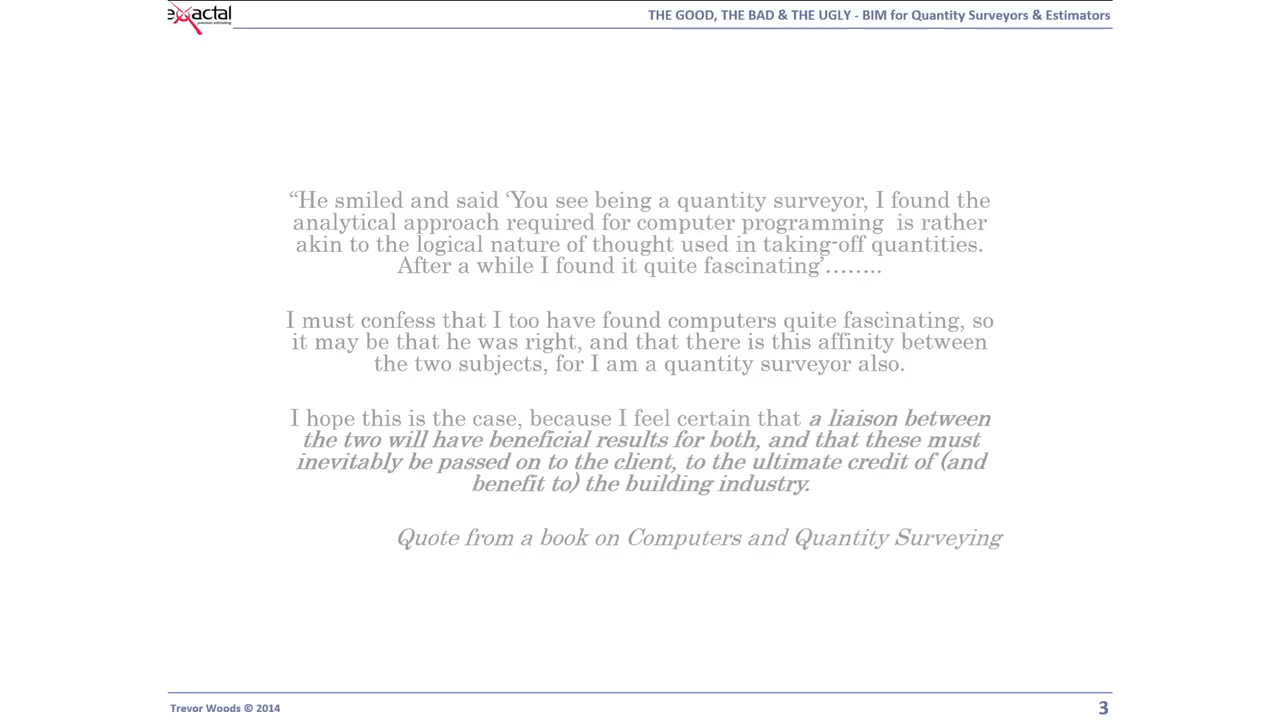 exactal
precision estimating
THE GOOD, THE BAD & THE UGLY - BIM for Quantity Surveyors & Estimators
“He smiled and said ‘You see being a quantity surveyor, I found the
analytical approach required for computer programming  is rather
akin to the logical nature of thought used in taking-off quantities.
After a while I found it quite fascinating’……..
I must confess that I too have found computers quite fascinating, so
it may be that he was right, and that there is this affinity between
the two subjects, for I am a quantity surveyor also.
I hope this is the case, because I feel certain that a liaison between
the two will have beneficial results for both, and that these must
inevitably be passed on to the client, to the ultimate credit of (and
benefit to) the building industry.
Quote from a book on Computers and Quantity Surveying
Trevor Woods © 2014
3